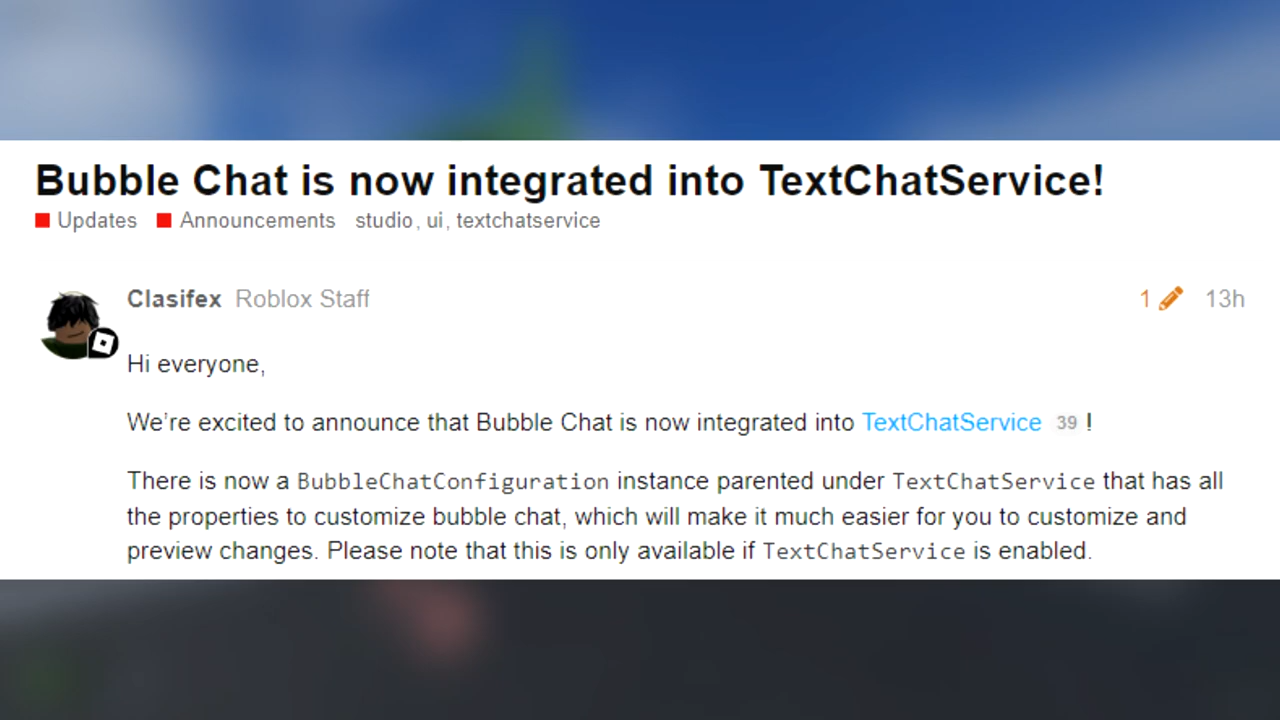 Bubble Chat is now integrated into TextChatService!
Updates Announcements studio, ui, textchatservice
Clasifex Roblox Staff 1 13h
Hi everyone,
We’re excited to announce that Bubble Chat is now integrated into TextChatService 39 !
There is now a BubbleChatConfiguration instance parented under TextChatService that has all
the properties to customize bubble chat, which will make it much easier for you to customize and
preview changes. Please note that this is only available if TextChatService is enabled.